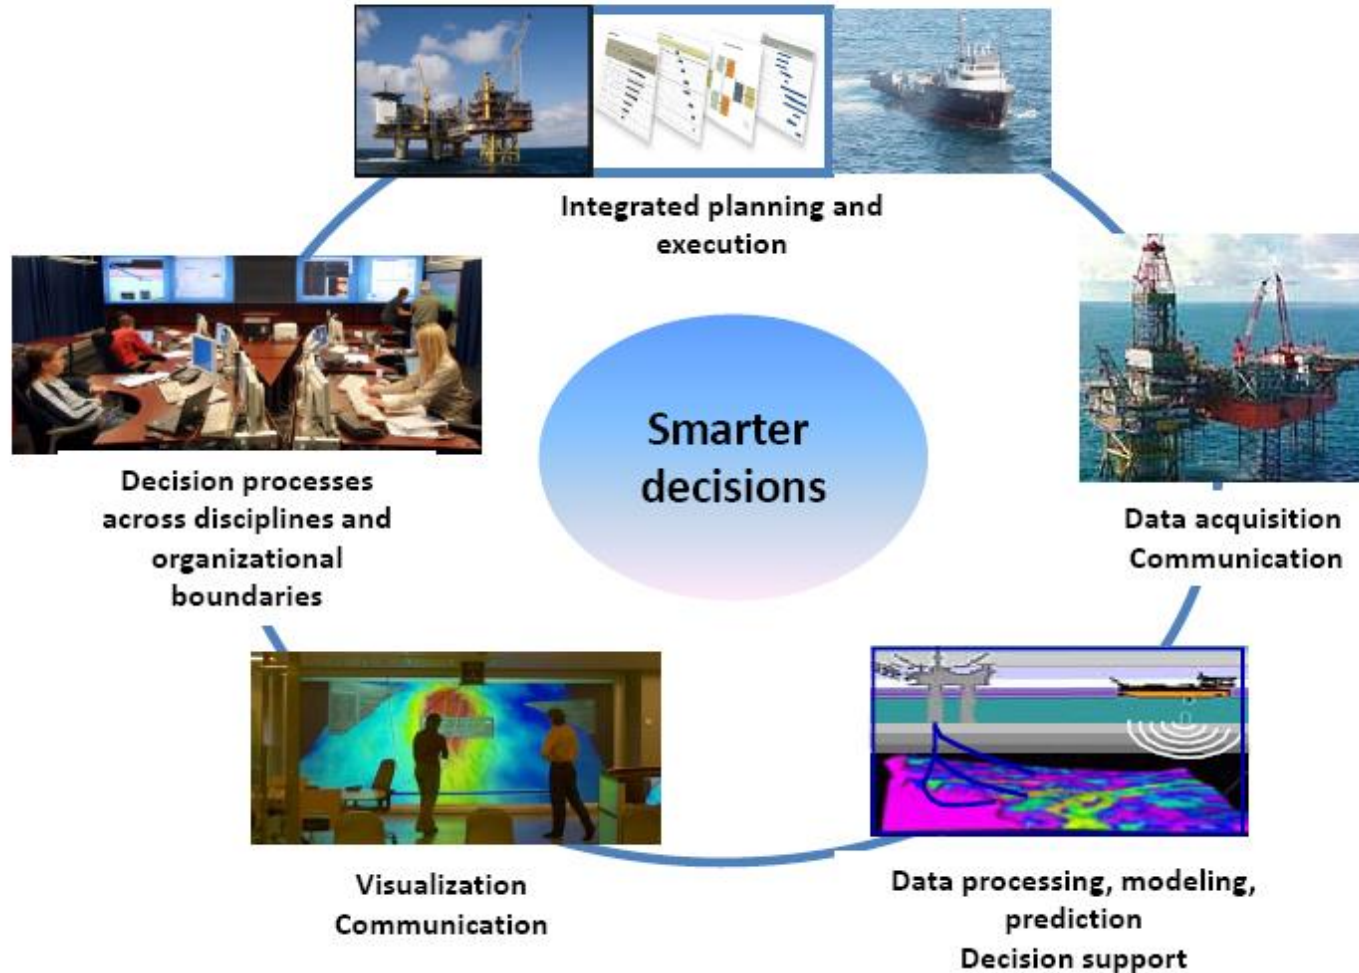 Integrated planning and
execution
Smarter
decisions
Data acquisition
Communication
Decision processes
across disciplines and
organizational
boundaries
Visualization
Communication
Data processing, modeling,
prediction
Decision support